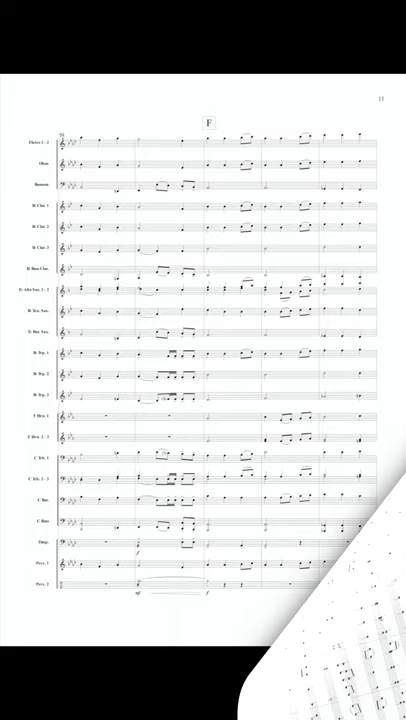 11
F
59
Flutes 1 - 2
Oboe
Bassoon
B♭ Clar. 1
B♭ Clar. 2
B♭ Clar. 3
B♭ Bass Clar.
E♭ Alto Sax. 1 - 2
B♭ Ten. Sax.
E♭ Bar. Sax.
B♭ Trp. 1
B♭ Trp. 2
B♭ Trp. 3
F Hrn. 1
F Hrn. 2 - 3
C Trb. 1
C Trb. 2 - 3
C Bar.
C Bass
Timp.
f
Perc. 1
Perc. 2
mf f